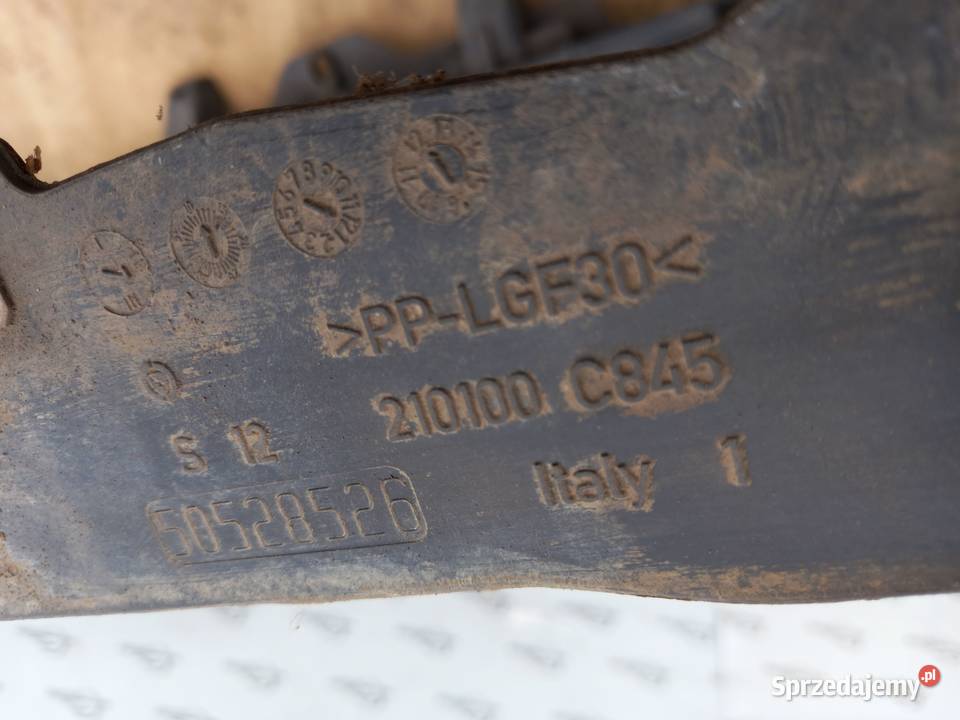 >PP-LGF30<
210100 C845
S 12
Italy 1
50528526
Sprzedajemy.pl